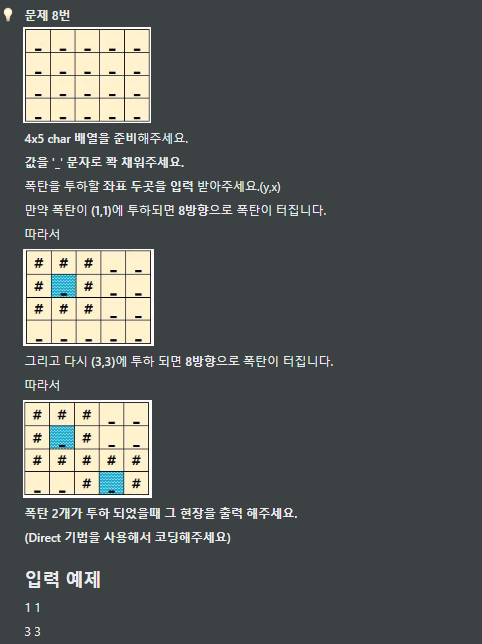 문제 8번
_ _ _ _ _
_ _ _ _ _
_ _ _ _ _
_ _ _ _ _
4x5 char 배열을 준비해주세요.
값을 '_' 문자로 꽉 채워주세요.
폭탄을 투하할 좌표 두곳을 입력 받아주세요.(y,x)
만약 폭탄이 (1,1)에 투하되면 8방향으로 폭탄이 터집니다.
따라서
# # # _ _
# _ # _ _
# # # _ _
_ _ _ _ _
그리고 다시 (3,3)에 투하 되면 8방향으로 폭탄이 터집니다.
따라서
# # # _ _
# _ # _ _
# # # # #
_ _ # _ #
폭탄 2개가 투하 되었을때 그 현장을 출력 해주세요.
(Direct 기법을 사용해서 코딩해주세요)
입력 예제
1 1
3 3